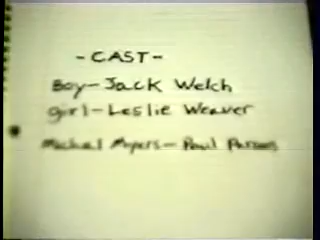 -CAST-
Boy-Jack Welch
girl-Leslie Weaver
Michael Myers-Paul Parsons